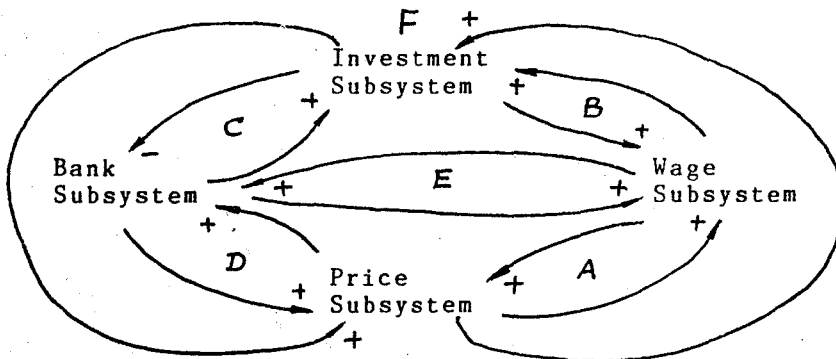 F +
Investment
Subsystem
+ + B +
C
-
Bank
Subsystem
+ E +
Wage
Subsystem
+ +
D + Price
Subsystem + A
+